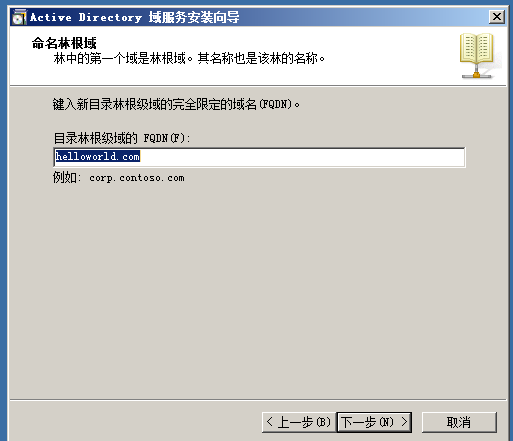 Active Directory 域服务安装向导
命名林根域
林中的第一个域是林根域。其名称也是该林的名称。
键入新目录林根级域的完全限定的域名(FQDN)。
目录林根级域的 FQDN(F):
helloworld.com
例如: corp.contoso.com
< 上一步(B) 下一步(N) > 取消